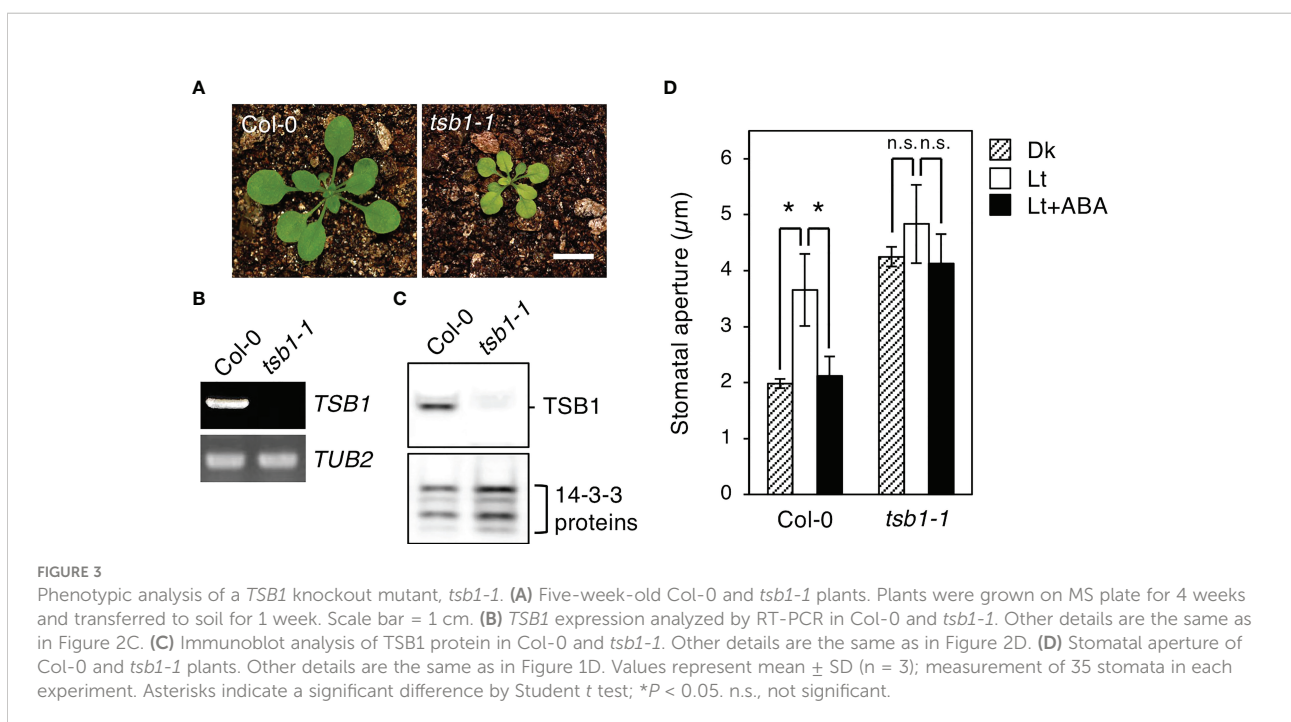 A
Col-0
tsb1-1
B
Col-0
tsb1-1
TSB1
TUB2
C
Col-0
tsb1-1
TSB1
14-3-3
proteins
D
Stomatal aperture (µm)
6
5
4
3
2
1
0
* *
n.s. n.s.
Col-0
tsb1-1
Dk
Lt
Lt+ABA
FIGURE 3
Phenotypic analysis of a TSB1 knockout mutant, tsb1-1. (A) Five-week-old Col-0 and tsb1-1 plants. Plants were grown on MS plate for 4 weeks
and transferred to soil for 1 week. Scale bar = 1 cm. (B) TSB1 expression analyzed by RT-PCR in Col-0 and tsb1-1. Other details are the same as
in Figure 2C. (C) Immunoblot analysis of TSB1 protein in Col-0 and tsb1-1. Other details are the same as in Figure 2D. (D) Stomatal aperture of
Col-0 and tsb1-1 plants. Other details are the same as in Figure 1D. Values represent mean ± SD (n = 3); measurement of 35 stomata in each
experiment. Asterisks indicate a significant difference by Student t test; *P < 0.05. n.s., not significant.